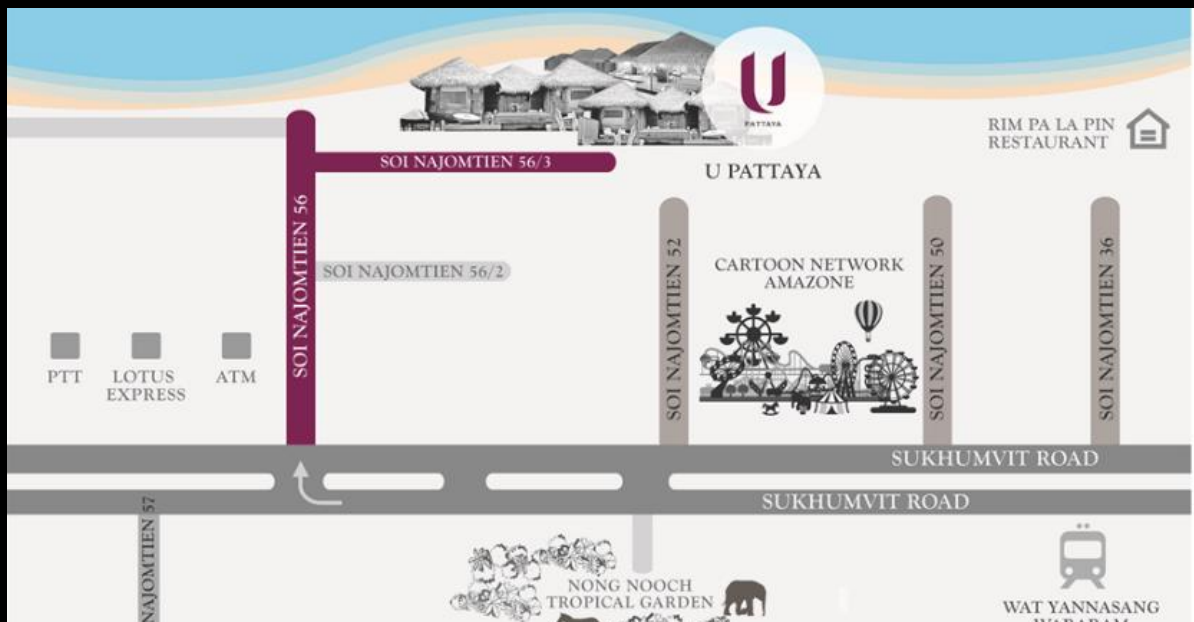 U
PATTAYA
RIM PA LA PIN
RESTAURANT
SOI NAJOMTIEN 56/3
U PATTAYA
SOI NAJOMTIEN 56
SOI NAJOMTIEN 52
SOI NAJOMTIEN 50
SOI NAJOMTIEN 36
CARTOON NETWORK
AMAZONE
SOI NAJOMTIEN 56/2
PTT
LOTUS
EXPRESS
ATM
SUKHUMVIT ROAD
SUKHUMVIT ROAD
NAJOMTIEN 57
NONG NOOCH
TROPICAL GARDEN
WAT YANNASANG